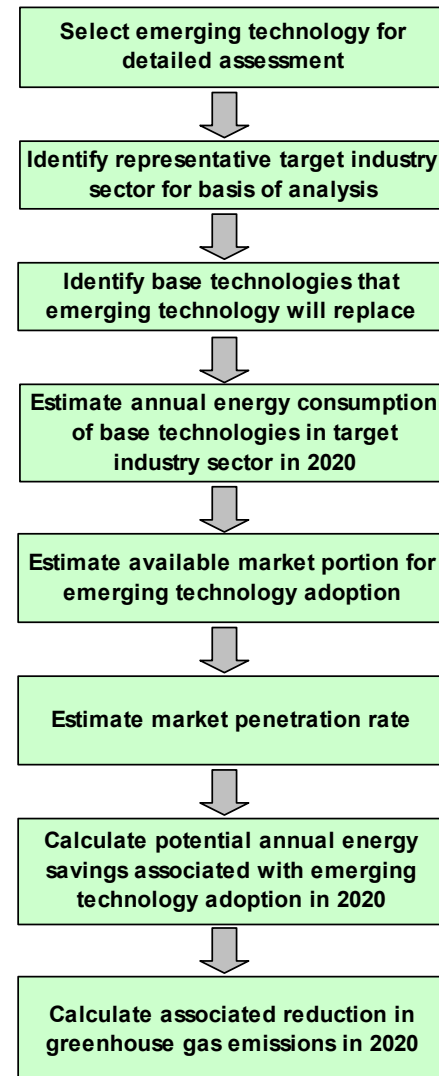 Select emerging technology for
detailed assessment
Identify representative target industry
sector for basis of analysis
Identify base technologies that
emerging technology will replace
Estimate annual energy consumption
of base technologies in target
industry sector in 2020
Estimate available market portion for
emerging technology adoption
Estimate market penetration rate
Calculate potential annual energy
savings associated with emerging
technology adoption in 2020
Calculate associated reduction in
greenhouse gas emissions in 2020